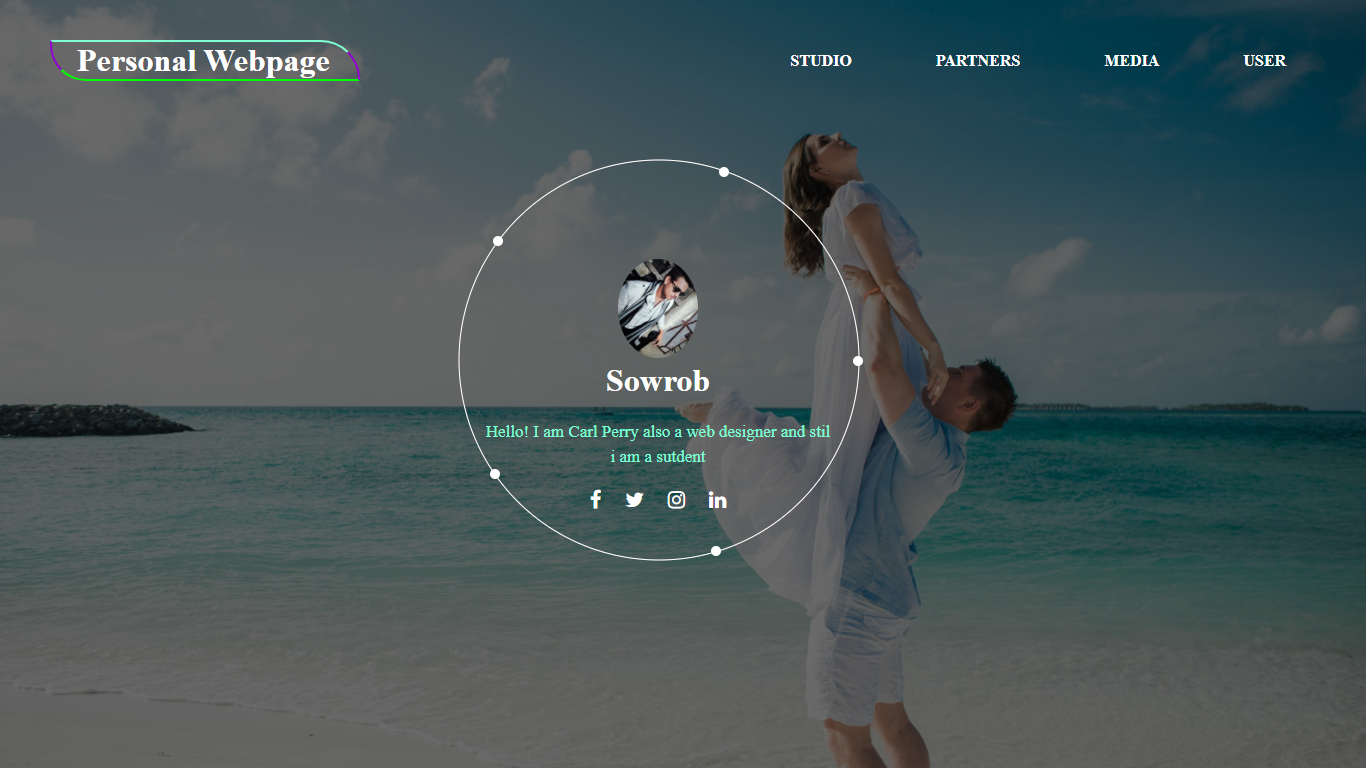 Personal Webpage
STUDIO PARTNERS MEDIA USER
Sowrob
Hello! I am Carl Perry also a web designer and stil
i am a sutdent